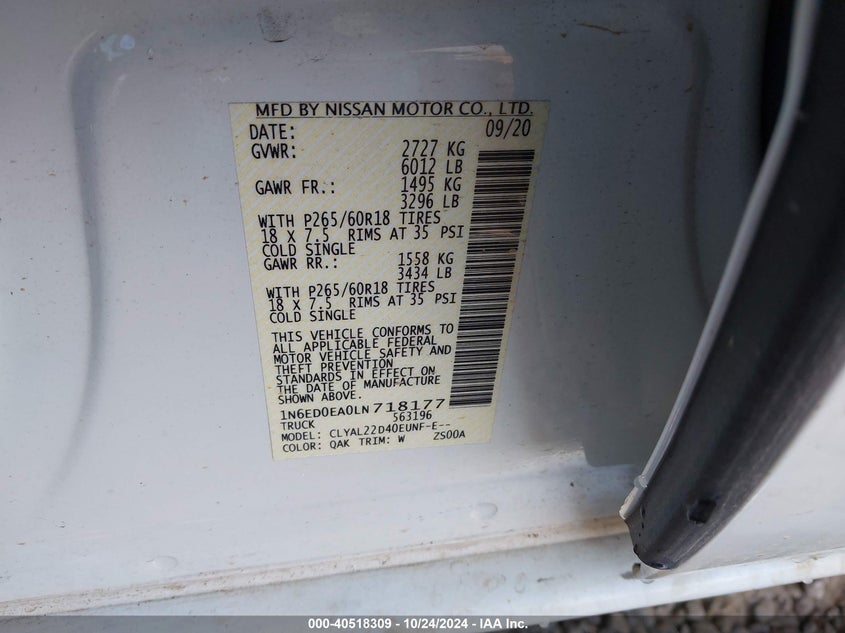 MFD BY NISSAN MOTOR CO., LTD.
DATE: 09/20
GVWR: 2727 KG
6012 LB
GAWR FR.: 1495 KG
3296 LB
WITH P265/60R18 TIRES
18 X 7.5 RIMS AT 35 PSI
COLD SINGLE
GAWR RR.: 1558 KG
3434 LB
WITH P265/60R18 TIRES
18 X 7.5 RIMS AT 35 PSI
COLD SINGLE
THIS VEHICLE CONFORMS TO
ALL APPLICABLE FEDERAL
MOTOR VEHICLE SAFETY AND
THEFT PREVENTION
STANDARDS IN EFFECT ON
THE DATE OF MANUFACTURE
SHOWN ABOVE.
1N6ED0EA0LN718177
TRUCK 563196
MODEL: CLYAL22D40EUNF-E--
COLOR: QAK TRIM: W ZS00A
000-40518309 - 10/24/2024 - IAA Inc.